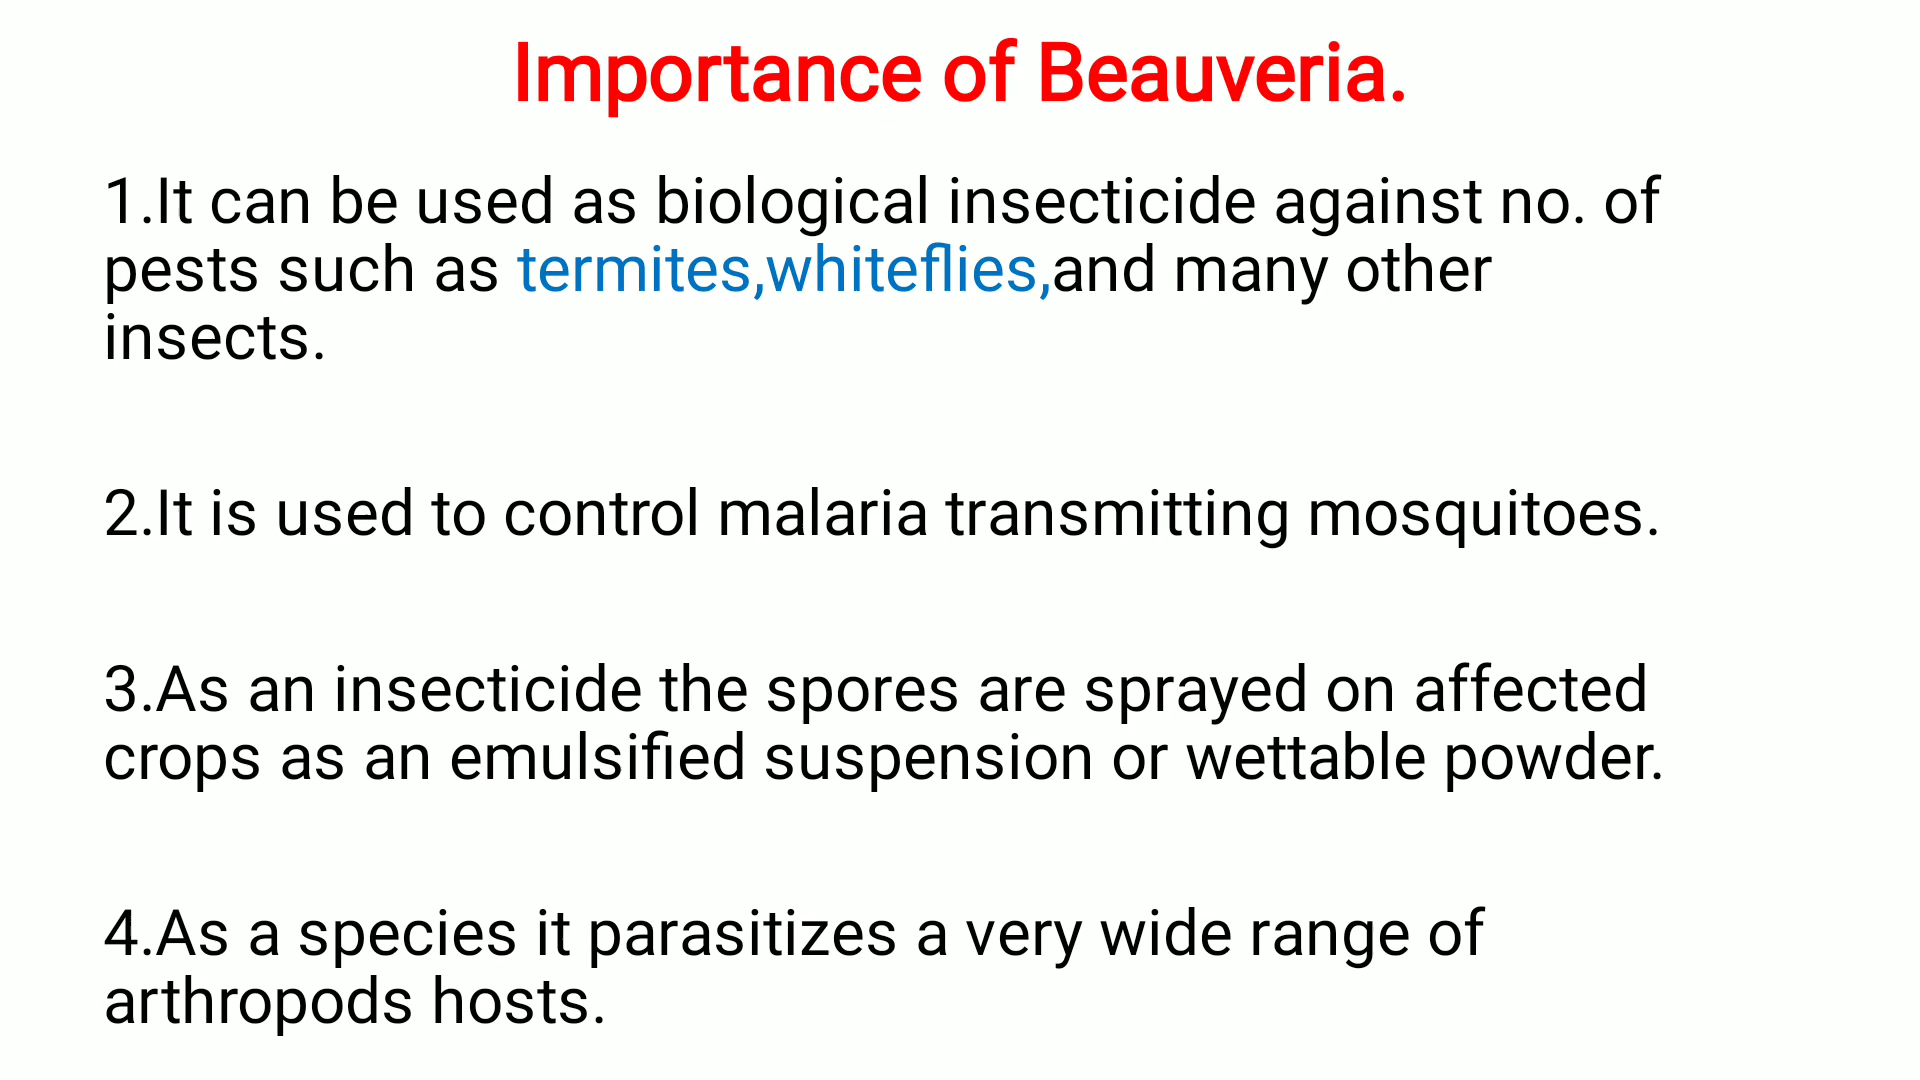 Importance of Beauveria.
1.It can be used as biological insecticide against no. of
pests such as termites,whiteflies,and many other
insects.
2.It is used to control malaria transmitting mosquitoes.
3.As an insecticide the spores are sprayed on affected
crops as an emulsified suspension or wettable powder.
4.As a species it parasitizes a very wide range of
arthropods hosts.